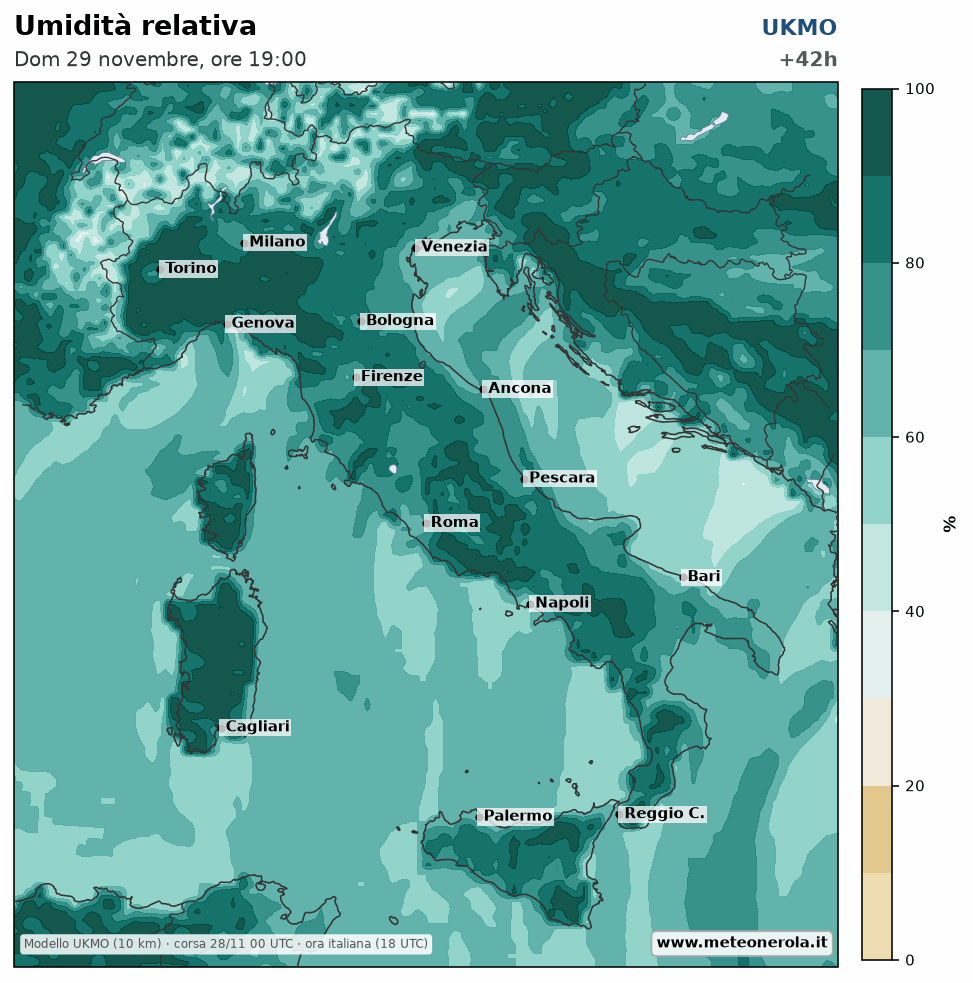 Umidità relativa
UKMO
Dom 29 novembre, ore 19:00
+42h
100
80
60
40
20
0
%
Milano
Venezia
Torino
Genova
Bologna
Firenze
Ancona
Pescara
Roma
Bari
Napoli
Cagliari
Palermo
Reggio C.
Modello UKMO (10 km) · corsa 28/11 00 UTC · ora italiana (18 UTC)
www.meteonerola.it